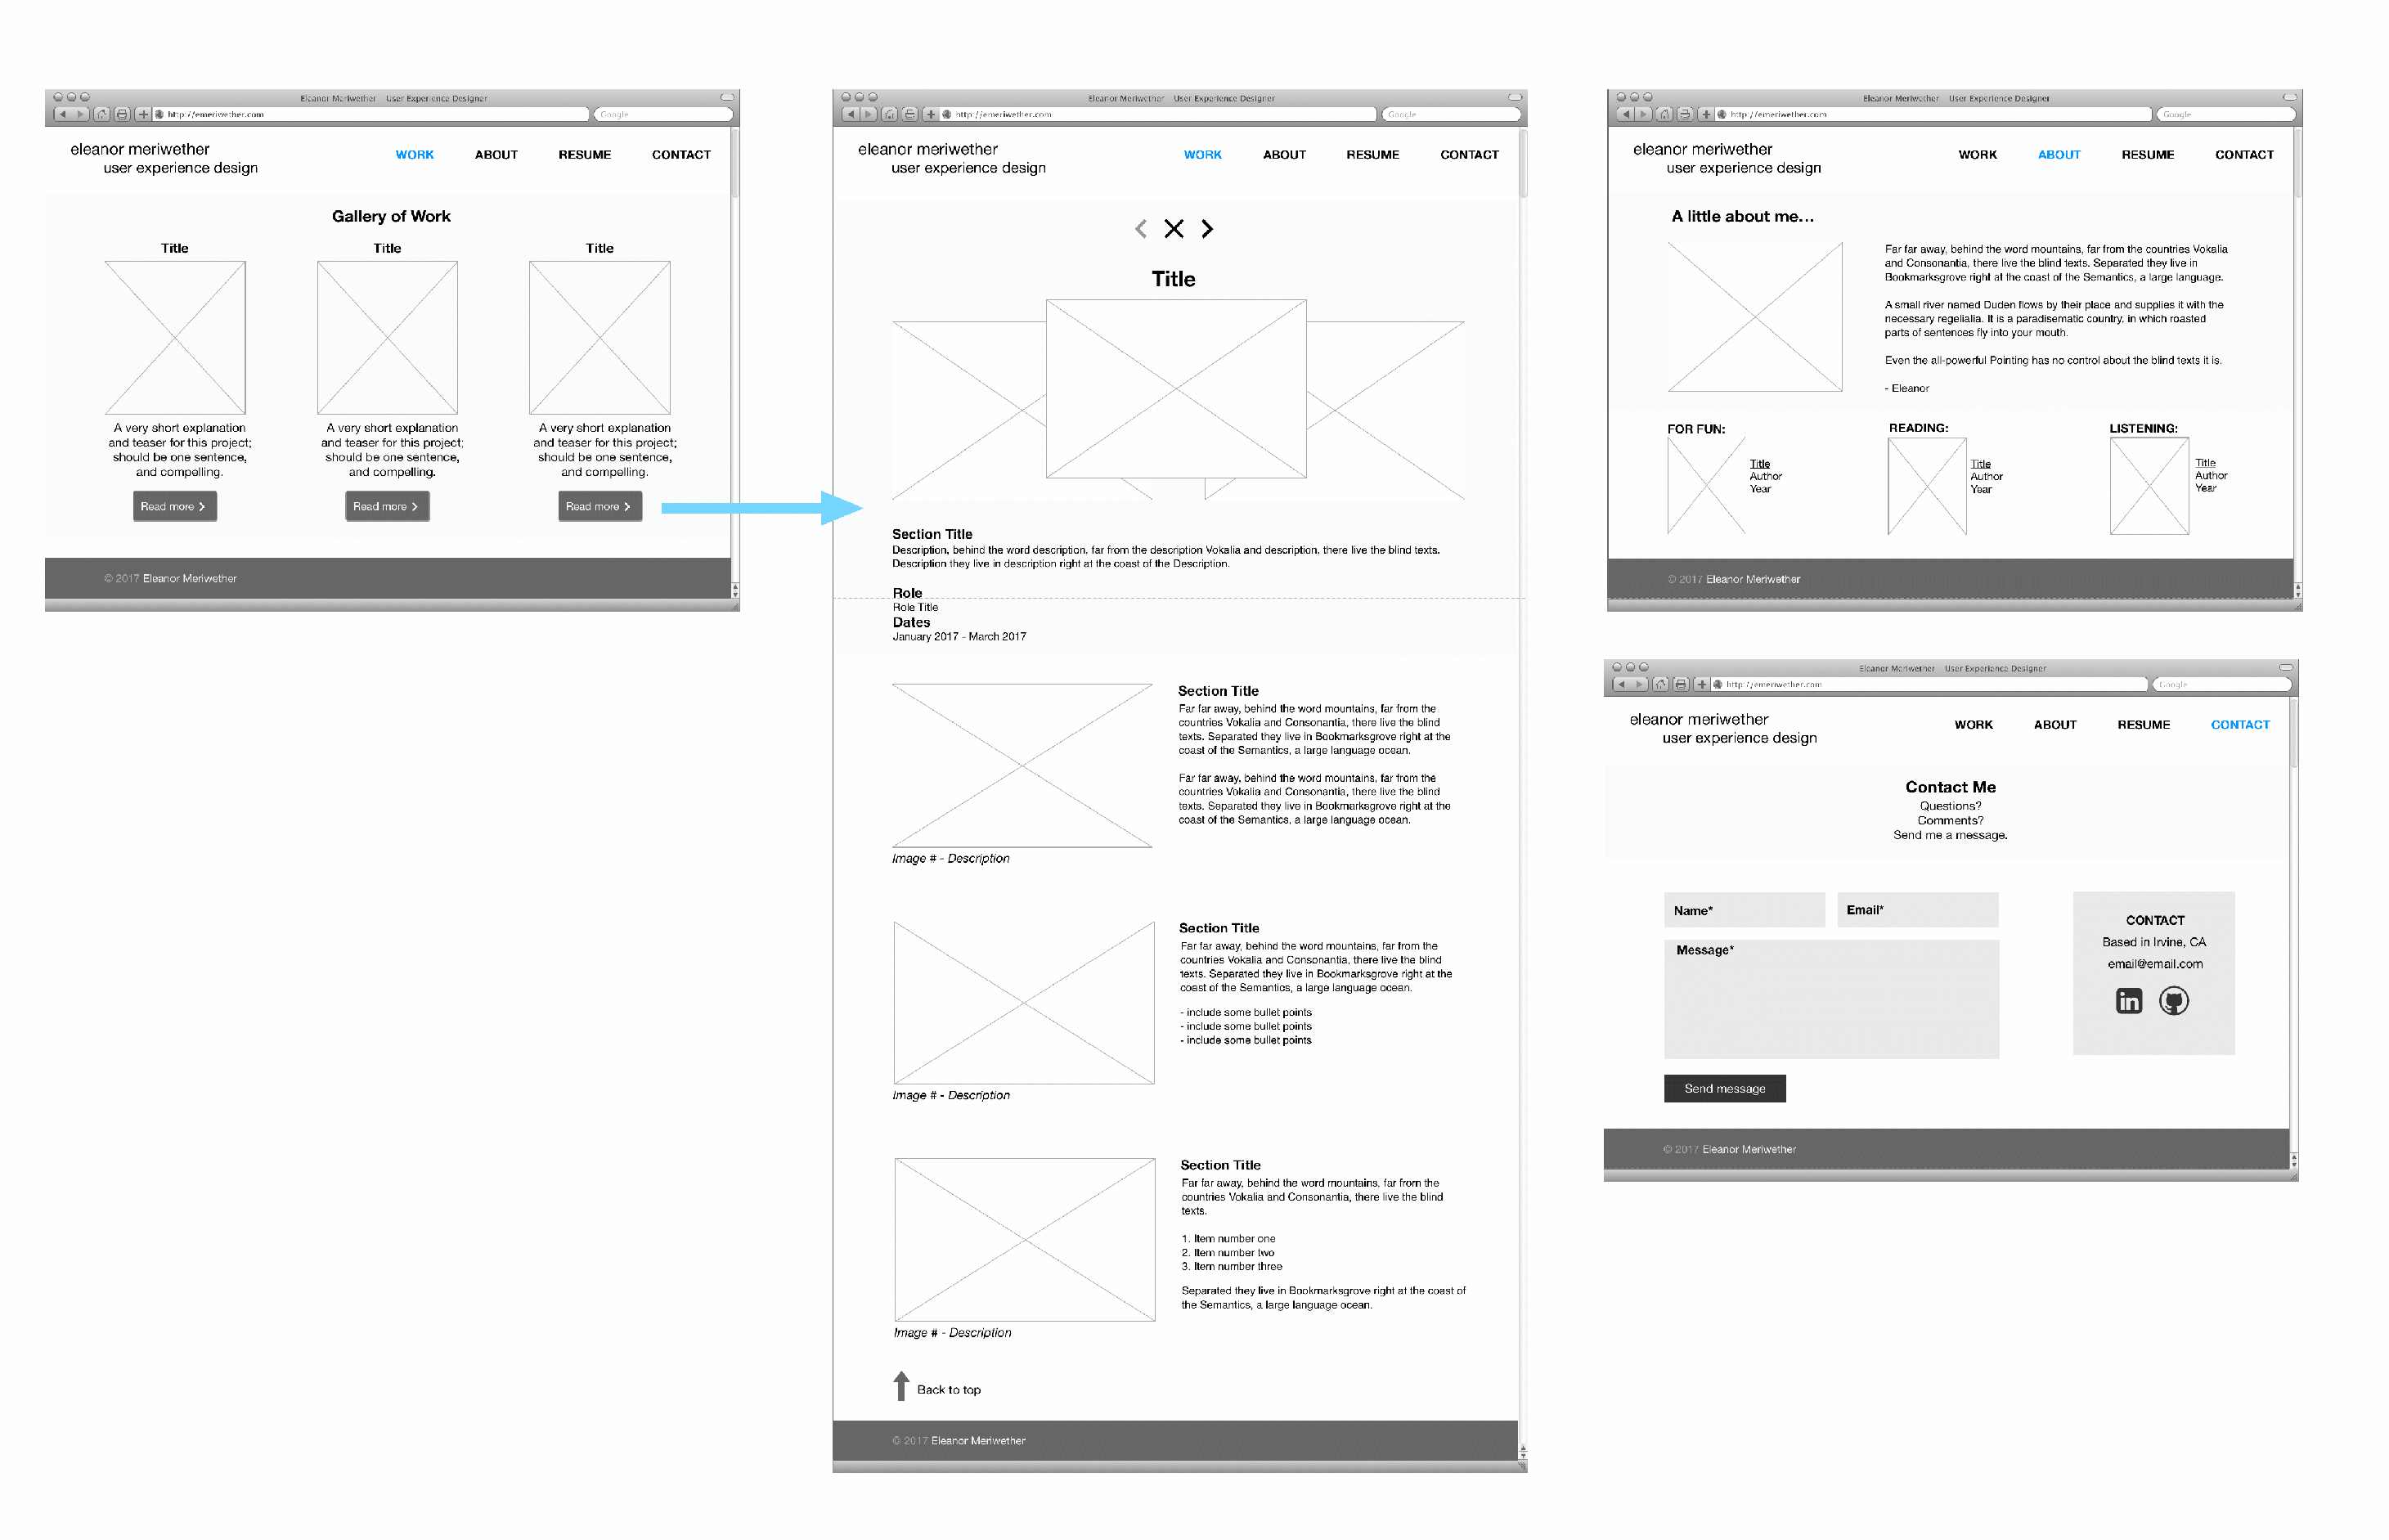 Eleanor Meriwether User Experience Designer
http://emeriwether.com
Google
eleanor meriwether
user experience design
WORK ABOUT RESUME CONTACT
Gallery of Work
Title Title Title
A very short explanation
and teaser for this project;
should be one sentence,
and compelling.
A very short explanation
and teaser for this project;
should be one sentence,
and compelling.
A very short explanation
and teaser for this project;
should be one sentence,
and compelling.
Read more Read more Read more
© 2017 Eleanor Meriwether
Eleanor Meriwether User Experience Designer
http://emeriwether.com
Google
eleanor meriwether
user experience design
WORK ABOUT RESUME CONTACT
Title
Section Title
Description, behind the word description, far from the description Vokalia and description, there live the blind texts.
Description they live in description right at the coast of the Description.
Role
Role Title
Dates
January 2017 - March 2017
Section Title
Far far away, behind the word mountains, far from the
countries Vokalia and Consonantia, there live the blind
texts. Separated they live in Bookmarksgrove right at the
coast of the Semantics, a large language ocean.
Far far away, behind the word mountains, far from the
countries Vokalia and Consonantia, there live the blind
texts. Separated they live in Bookmarksgrove right at the
coast of the Semantics, a large language ocean.
Image # - Description
Section Title
Far far away, behind the word mountains, far from the
countries Vokalia and Consonantia, there live the blind
texts. Separated they live in Bookmarksgrove right at the
coast of the Semantics, a large language ocean.
- include some bullet points
- include some bullet points
- include some bullet points
Image # - Description
Section Title
Far far away, behind the word mountains, far from the
countries Vokalia and Consonantia, there live the blind
texts.
1. Item number one
2. Item number two
3. Item number three
Separated they live in Bookmarksgrove right at the coast of
the Semantics, a large language ocean.
Image # - Description
Back to top
© 2017 Eleanor Meriwether
Eleanor Meriwether User Experience Designer
http://emeriwether.com
Google
eleanor meriwether
user experience design
WORK ABOUT RESUME CONTACT
A little about me...
Far far away, behind the word mountains, far from the countries Vokalia
and Consonantia, there live the blind texts. Separated they live in
Bookmarksgrove right at the coast of the Semantics, a large language.
A small river named Duden flows by their place and supplies it with the
necessary regelialia. It is a paradisematic country, in which roasted
parts of sentences fly into your mouth.
Even the all-powerful Pointing has no control about the blind texts it is.
- Eleanor
FOR FUN: READING: LISTENING:
Title Title Title
Author Author Author
Year Year Year
© 2017 Eleanor Meriwether
Eleanor Meriwether User Experience Designer
http://emeriwether.com
Google
eleanor meriwether
user experience design
WORK ABOUT RESUME CONTACT
Contact Me
Questions?
Comments?
Send me a message.
Name* Email*
Message*
Send message
CONTACT
Based in Irvine, CA
email@email.com
in
© 2017 Eleanor Meriwether